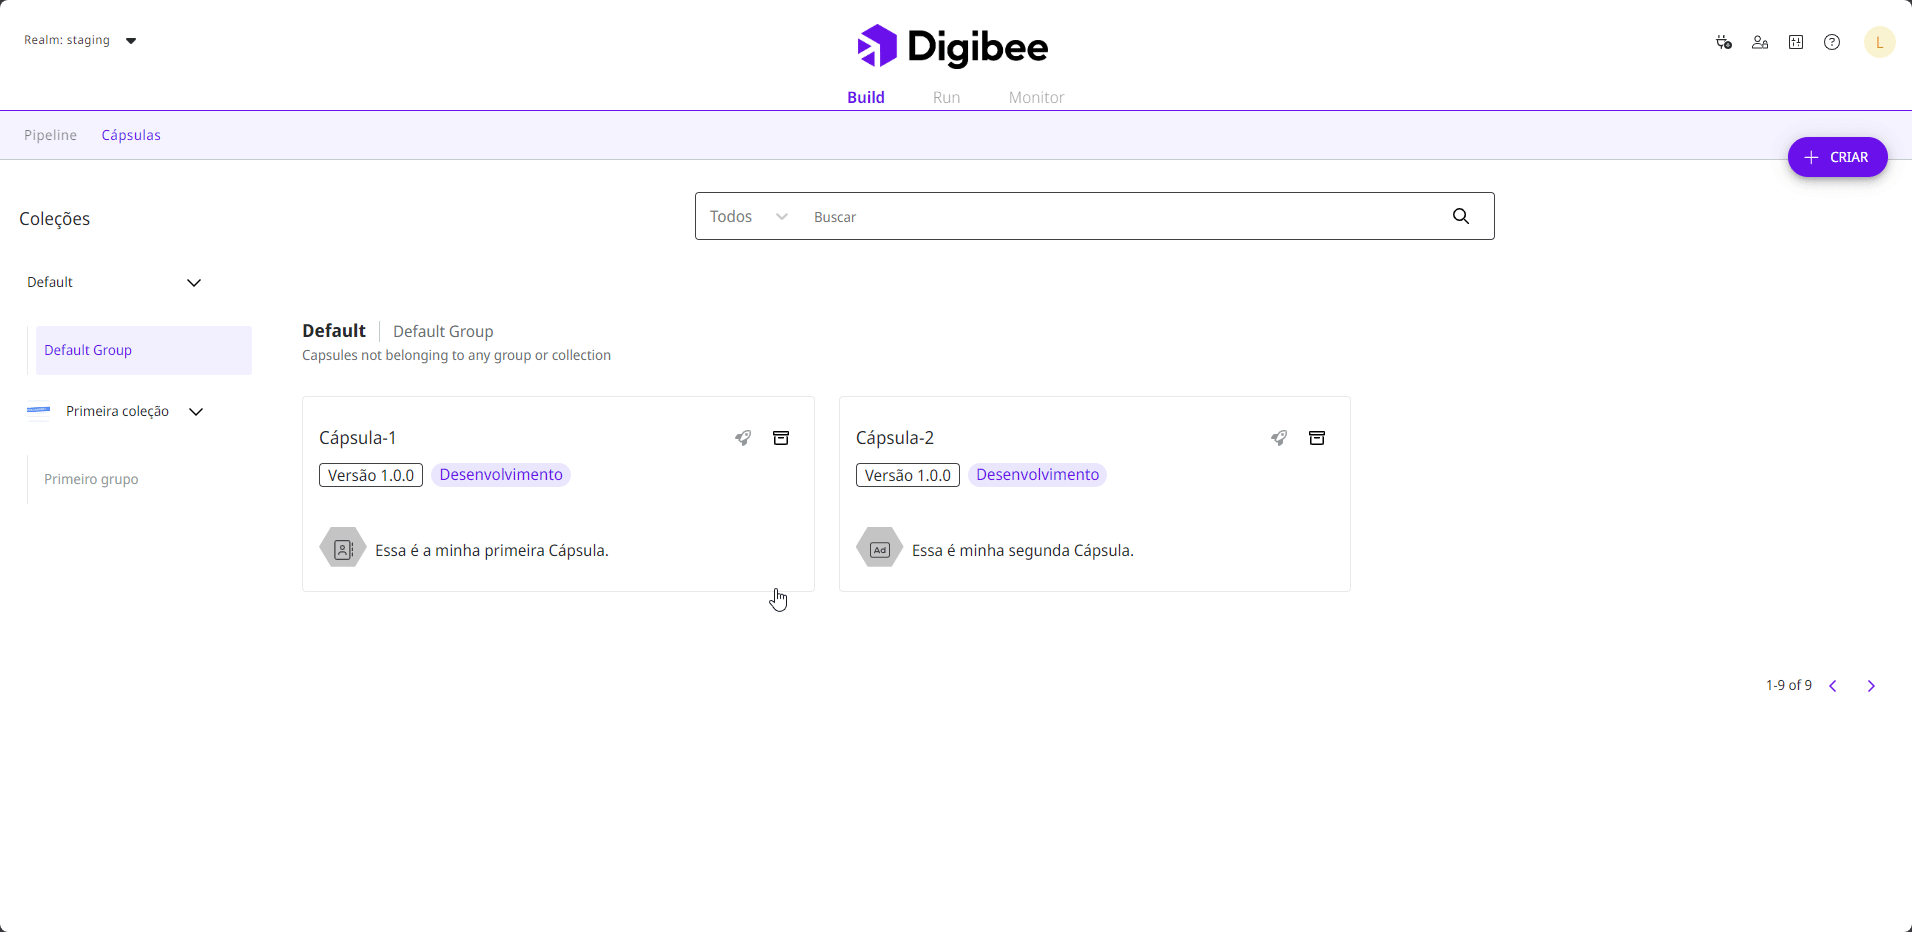 Realm: staging
Digibee
L
Build Run Monitor
Pipeline Cápsulas
CRIAR
Coleções
Todos Buscar
Default
Default Group
Primeira coleção
Primeiro grupo
Default Default Group
Capsules not belonging to any group or collection
Cápsula-1
Versão 1.0.0 Desenvolvimento
Essa é a minha primeira Cápsula.
Cápsula-2
Versão 1.0.0 Desenvolvimento
Ad
Essa é minha segunda Cápsula.
1-9 of 9